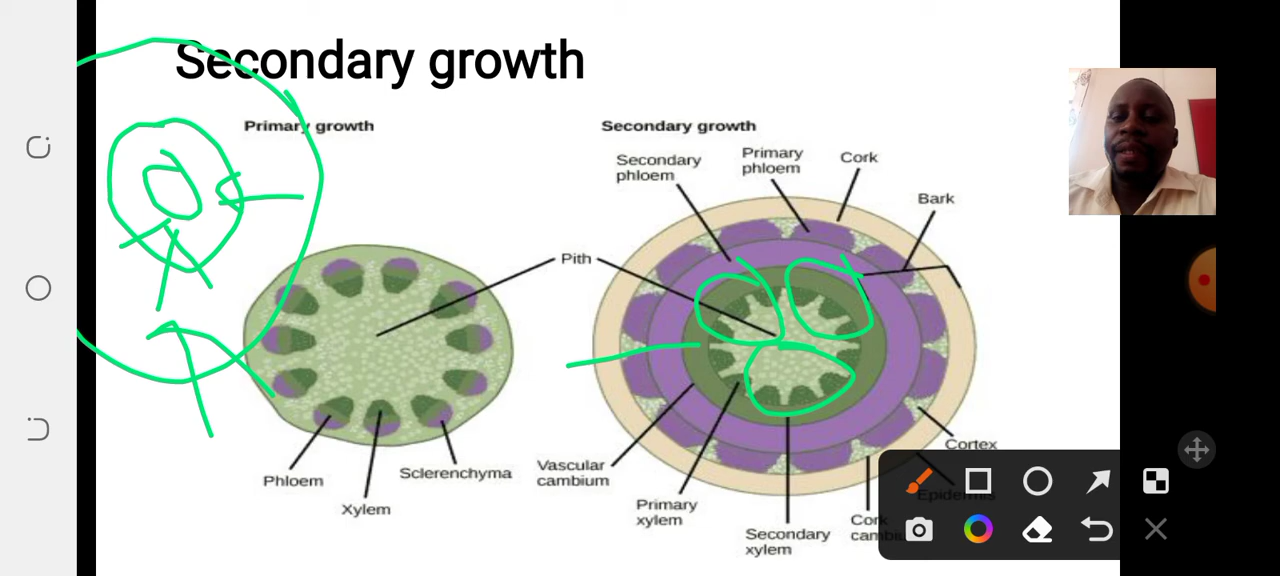 Secondary growth
Primary growth
Secondary growth
Secondary
phloem
Primary
phloem
Cork
Bark
Pith
Phloem
Xylem
Sclerenchyma
Vascular
cambium
Primary
xylem
Secondary
xylem
Cortex
Epidermis
Cork